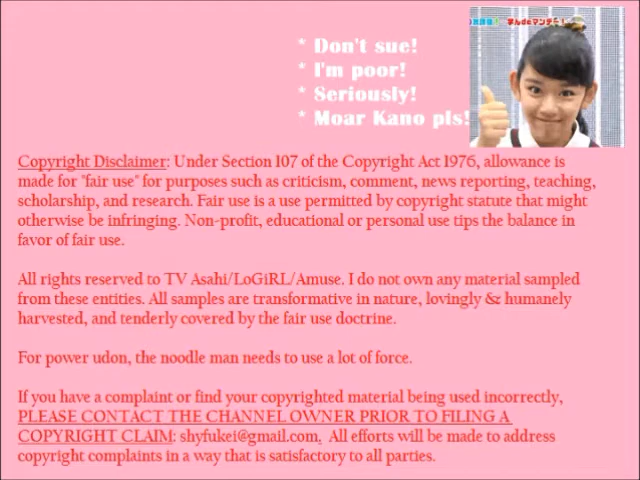 * Don't sue!
* I'm poor!
* Seriously!
* Moar Kano pls!
Copyright Disclaimer: Under Section 107 of the Copyright Act 1976, allowance is
made for "fair use" for purposes such as criticism, comment, news reporting, teaching,
scholarship, and research. Fair use is a use permitted by copyright statute that might
otherwise be infringing. Non-profit, educational or personal use tips the balance in
favor of fair use.
All rights reserved to TV Asahi/LoGiRL/Amuse. I do not own any material sampled
from these entities. All samples are transformative in nature, lovingly & humanely
harvested, and tenderly covered by the fair use doctrine.
For power udon, the noodle man needs to use a lot of force.
If you have a complaint or find your copyrighted material being used incorrectly,
PLEASE CONTACT THE CHANNEL OWNER PRIOR TO FILING A
COPYRIGHT CLAIM: shyfukei@gmail.com. All efforts will be made to address
copyright complaints in a way that is satisfactory to all parties.